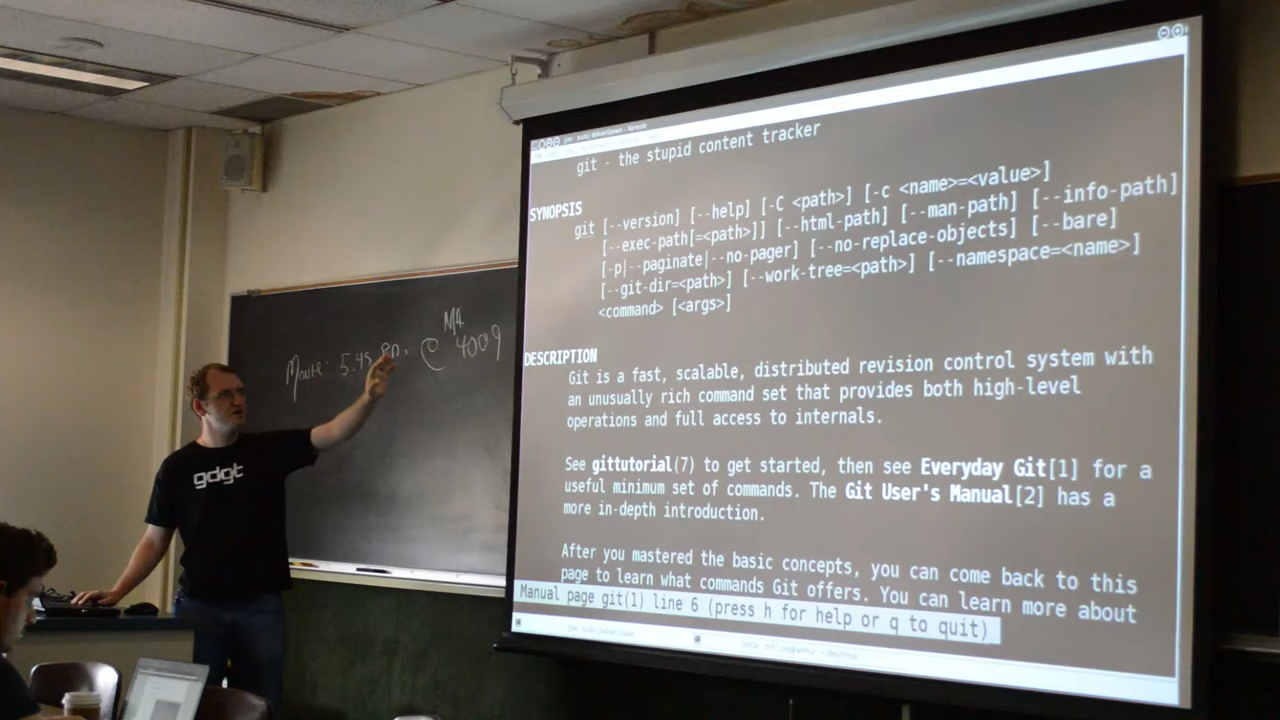 git - the stupid content tracker
SYNOPSIS
git [--version] [--help] [-C <path>] [-c <name>=<value>]
[--exec-path[=<path>]] [--html-path] [--man-path] [--info-path]
[-p|--paginate|--no-pager] [--no-replace-objects] [--bare]
[--git-dir=<path>] [--work-tree=<path>] [--namespace=<name>]
<command> [<args>]
DESCRIPTION
Git is a fast, scalable, distributed revision control system with
an unusually rich command set that provides both high-level
operations and full access to internals.
See gittutorial(7) to get started, then see Everyday Git[1] for a
useful minimum set of commands. The Git User's Manual[2] has a
more in-depth introduction.
After you mastered the basic concepts, you can come back to this
page to learn what commands Git offers. You can learn more about
Manual page git(1) line 6 (press h for help or q to quit)
5:45 @ 4009
gdgt